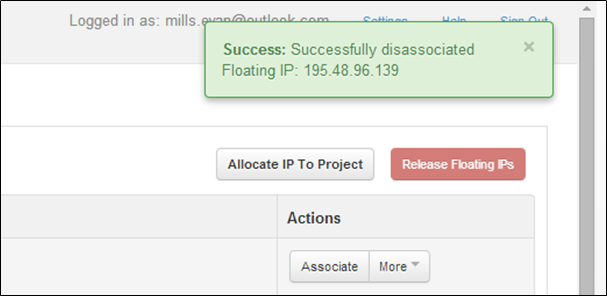 Logged in as: mills.evan@outlook.com Settings Help Sign Out
Success: Successfully disassociated
Floating IP: 195.48.96.139
Allocate IP To Project Release Floating IPs
Actions
Associate More